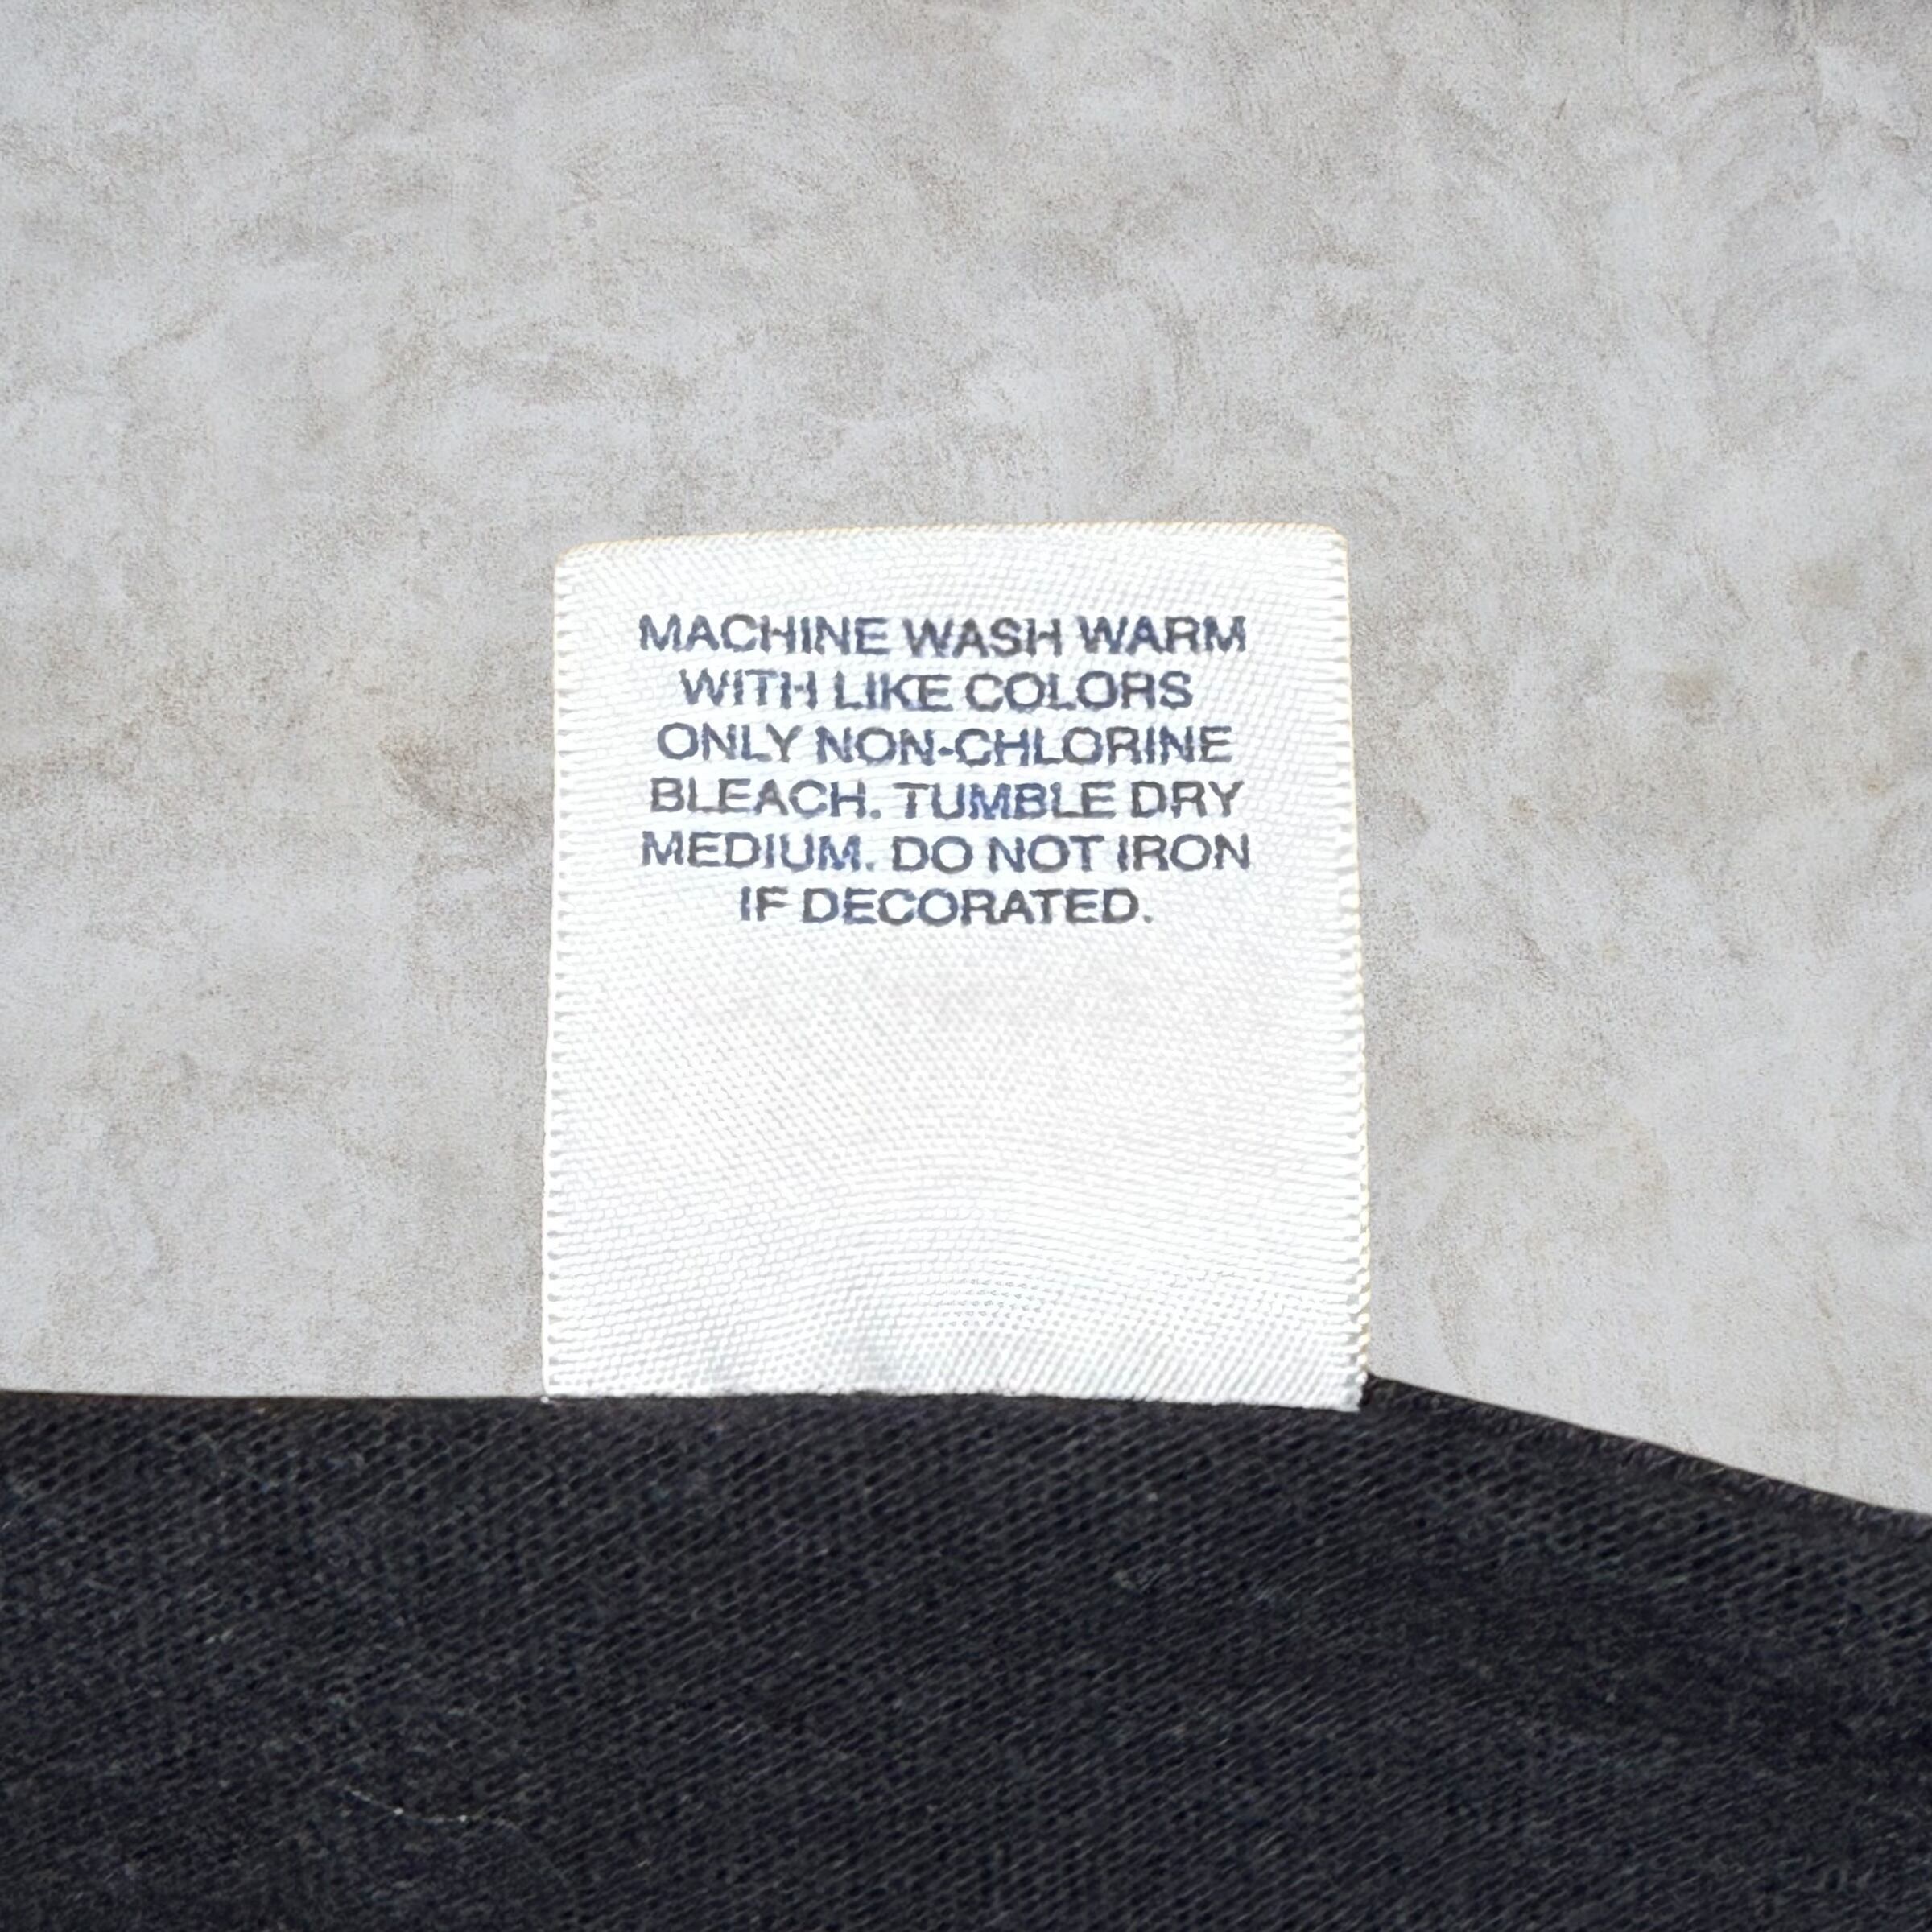 MACHINE WASH WARM
WITH LIKE COLORS
ONLY NON-CHLORINE
BLEACH. TUMBLE DRY
MEDIUM. DO NOT IRON
IF DECORATED.